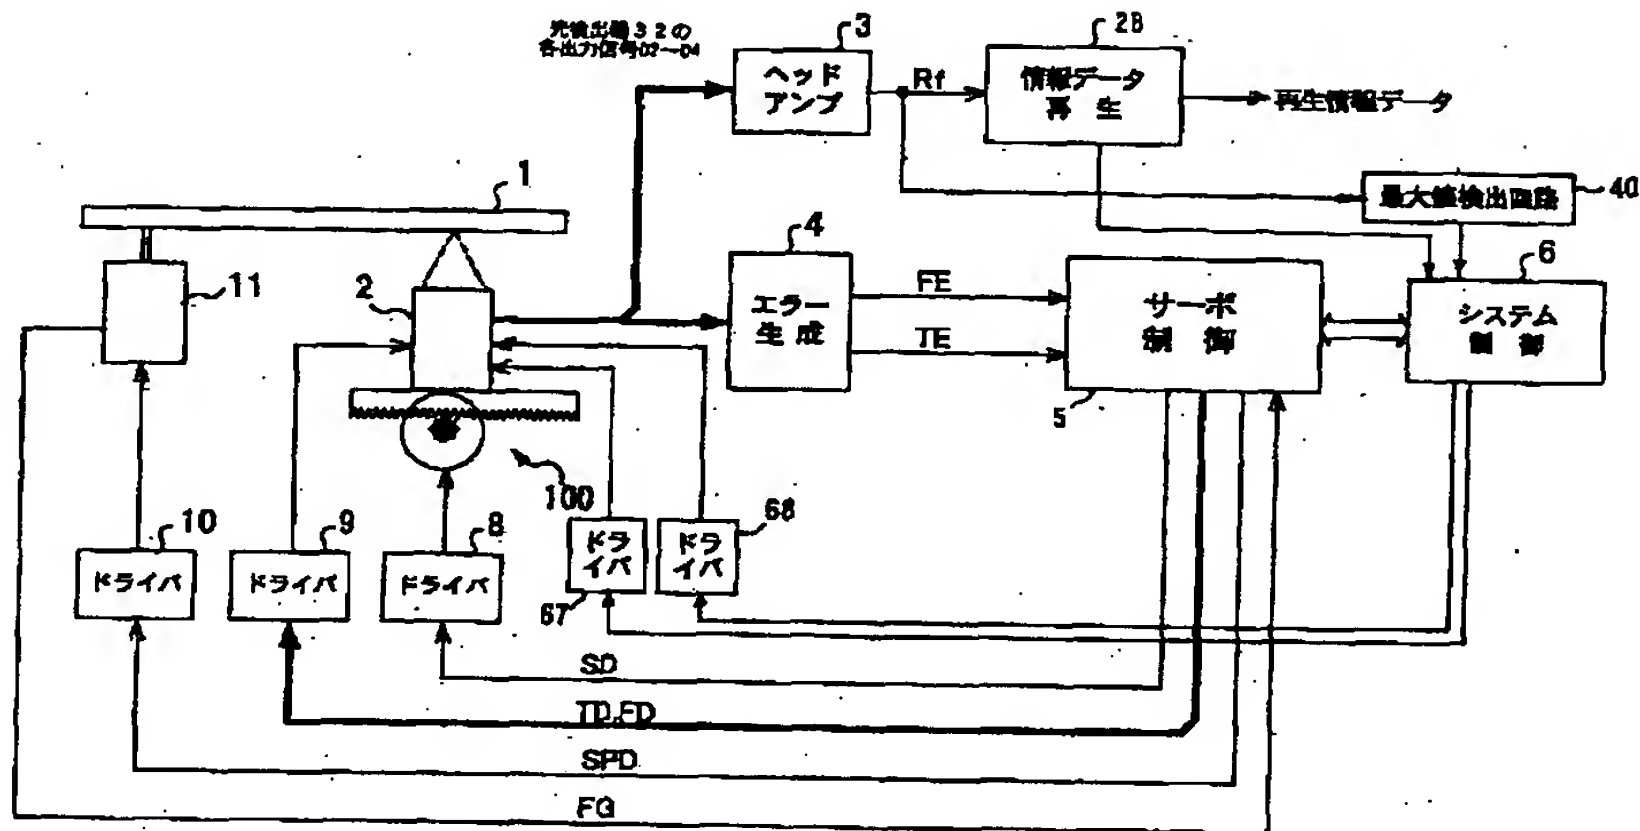 光検出器32の
各出力信号D2〜D4
3
ヘッド
アンプ
Rf
2B
情報データ
再 生
再生情報データ
最大値検出回路
40
1
11
2
4
エラー
生 成
FE
TE
サーボ
制 御
5
6
システム
制 御
100
10
ドライバ
9
ドライバ
8
ドライバ
ドラ
イバ
67
ドラ
イバ
68
SD
TD,FD
SPD
FG